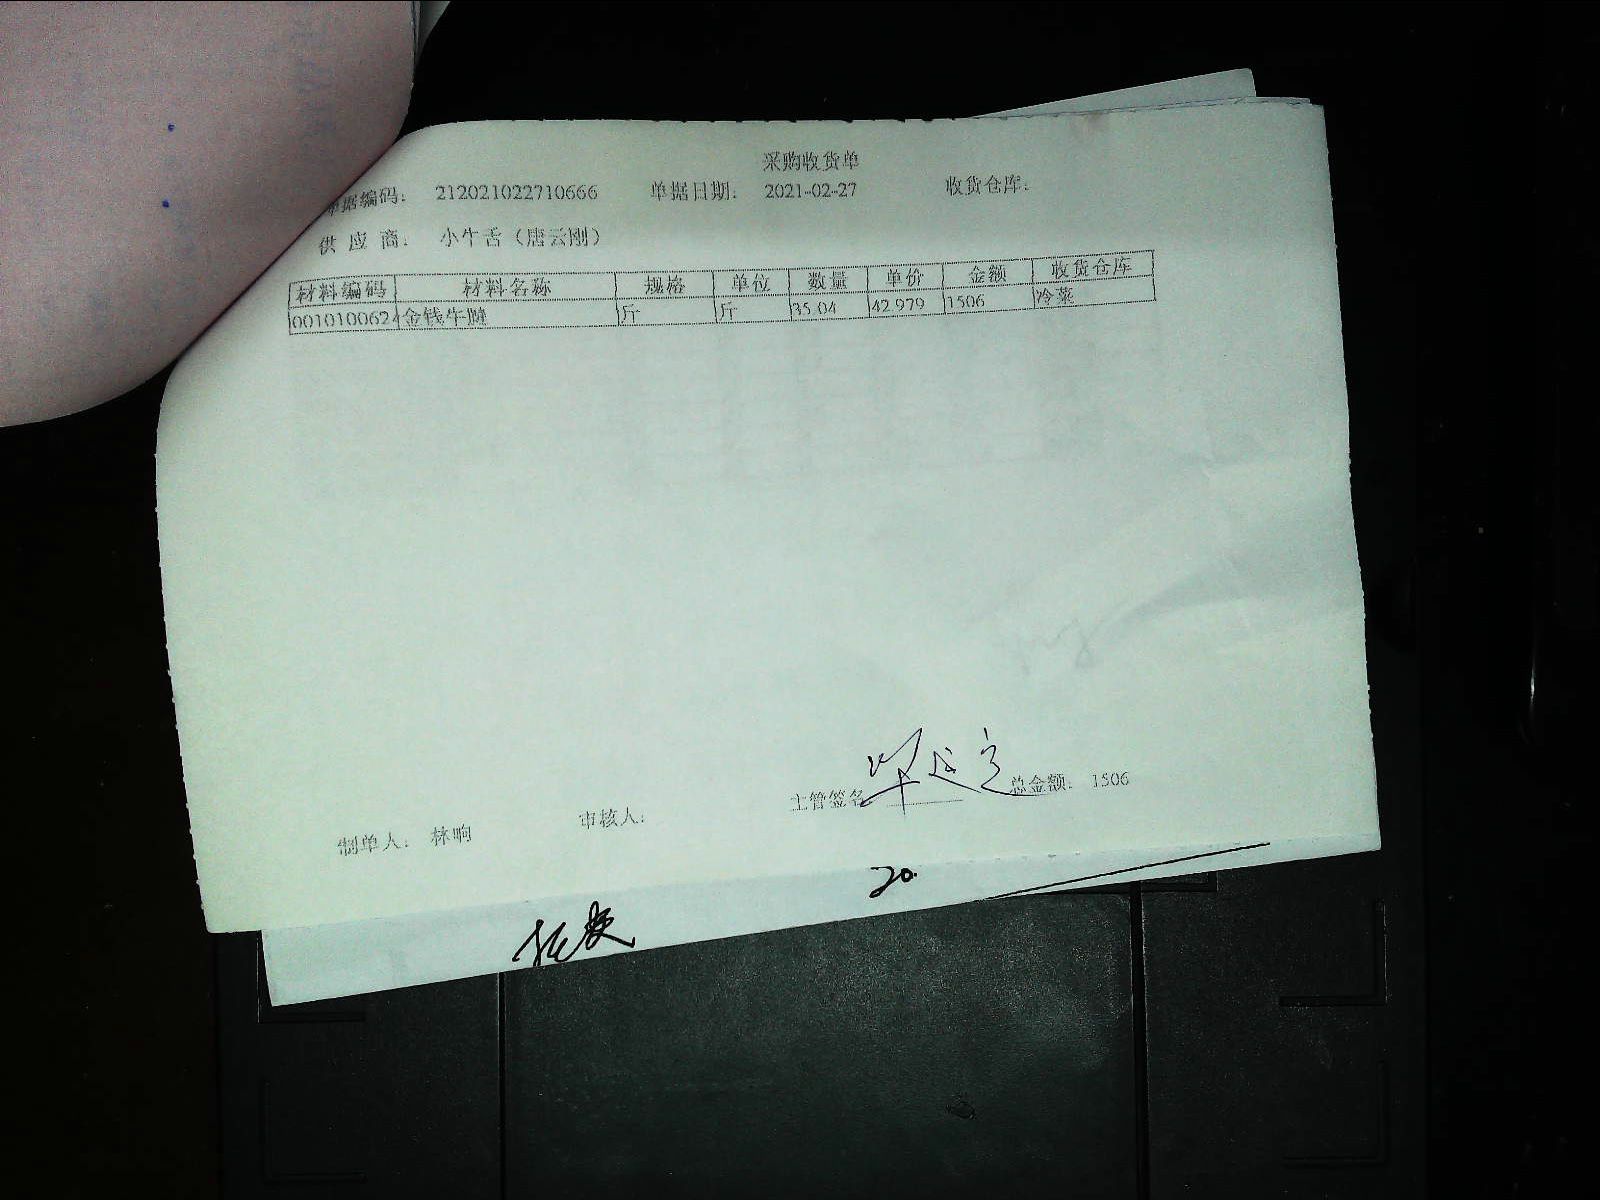 采购收货单
单据编码： 212021022710666 单据日期： 2021-02-27 收货仓库：
供 应 商： 小牛舌（唐云刚）
材料编码 材料名称 规格 单位 数量 单价 金额 收货仓库
0010100624 金钱牛腱 斤 斤 35.04 42.979 1506 冷菜
主管签名 总金额： 1506
制单人： 林响 审核人：
20.